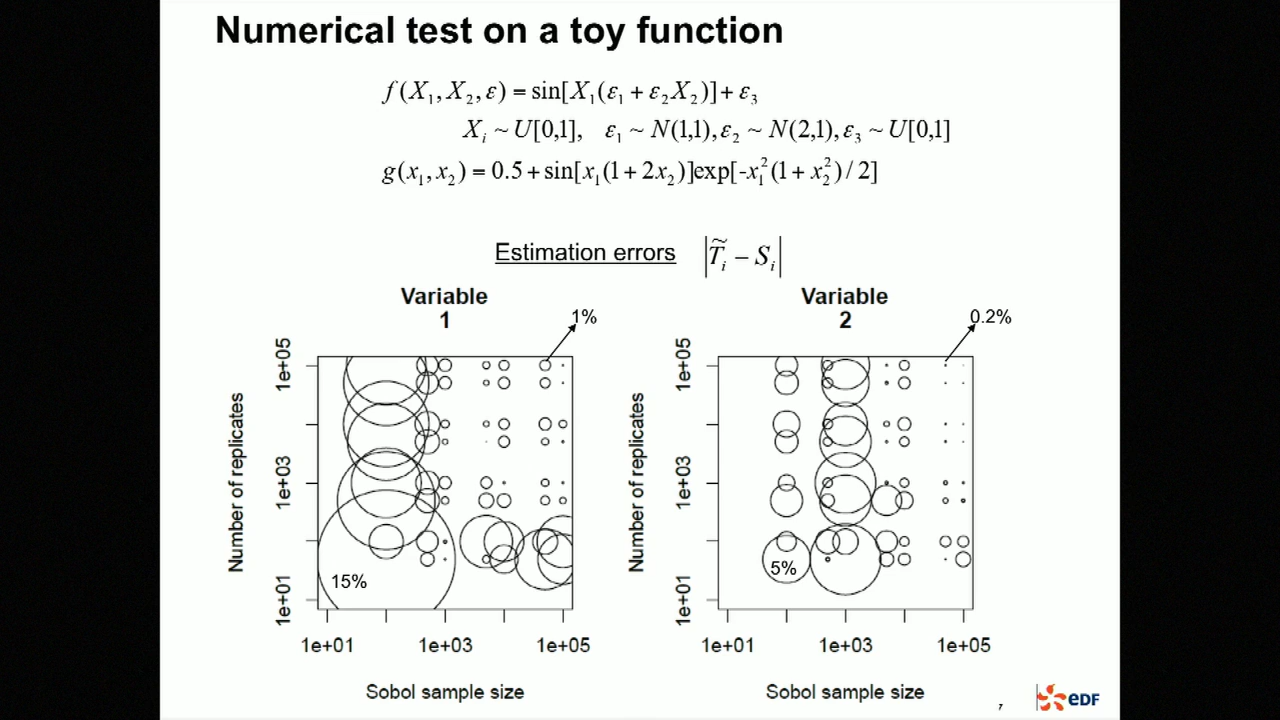 Numerical test on a toy function
f(X₁, X₂, ε) = sin[X₁(ε₁ + ε₂X₂)] + ε₃
Xᵢ ~ U[0,1], ε₁ ~ N(1,1), ε₂ ~ N(2,1), ε₃ ~ U[0,1]
g(x₁, x₂) = 0.5 + sin[x₁(1 + 2x₂)]exp[-x₁²(1 + x₂²)/2]
Estimation errors |T̃ᵢ – Sᵢ|
Variable
1
1%
Number of replicates
1e+05
1e+03
1e+01
15%
1e+01 1e+03 1e+05
Sobol sample size
Variable
2
0.2%
Number of replicates
1e+05
1e+03
1e+01
5%
1e+01 1e+03 1e+05
Sobol sample size
eDF